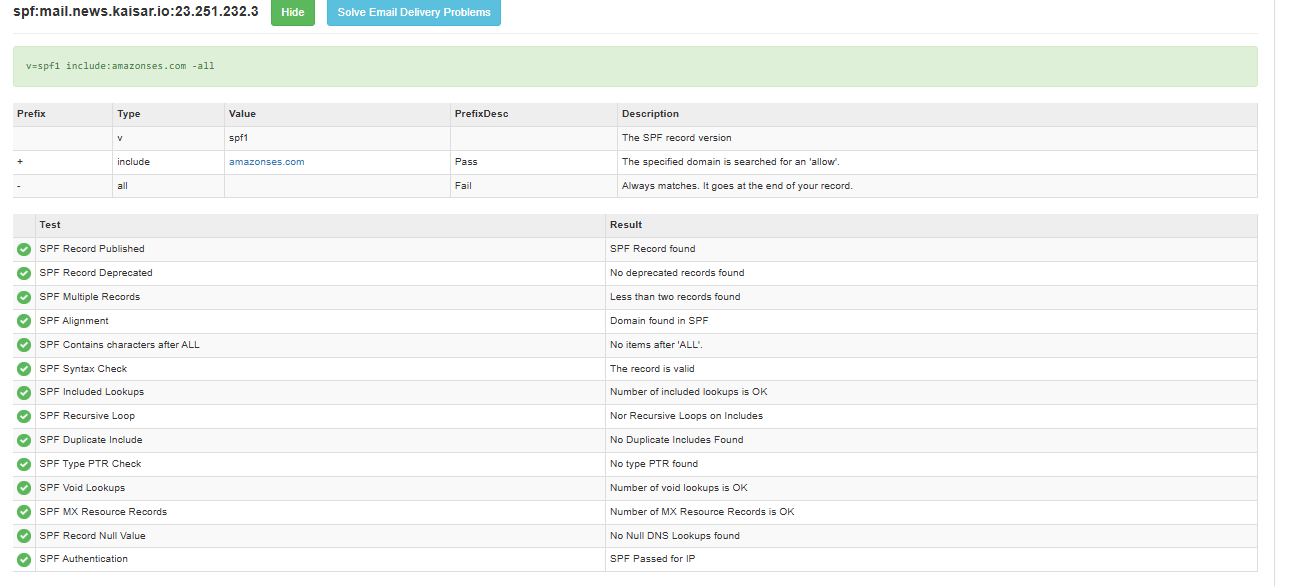 spf:mail.news.kaisar.io:23.251.232.3 Hide Solve Email Delivery Problems
v=spf1 include:amazonses.com -all
Prefix Type Value PrefixDesc Description
v spf1 The SPF record version
+ include amazonses.com Pass The specified domain is searched for an 'allow'.
- all Fail Always matches. It goes at the end of your record.
Test Result
SPF Record Published SPF Record found
SPF Record Deprecated No deprecated records found
SPF Multiple Records Less than two records found
SPF Alignment Domain found in SPF
SPF Contains characters after ALL No items after 'ALL'.
SPF Syntax Check The record is valid
SPF Included Lookups Number of included lookups is OK
SPF Recursive Loop Nor Recursive Loops on Includes
SPF Duplicate Include No Duplicate Includes Found
SPF Type PTR Check No type PTR found
SPF Void Lookups Number of void lookups is OK
SPF MX Resource Records Number of MX Resource Records is OK
SPF Record Null Value No Null DNS Lookups found
SPF Authentication SPF Passed for IP